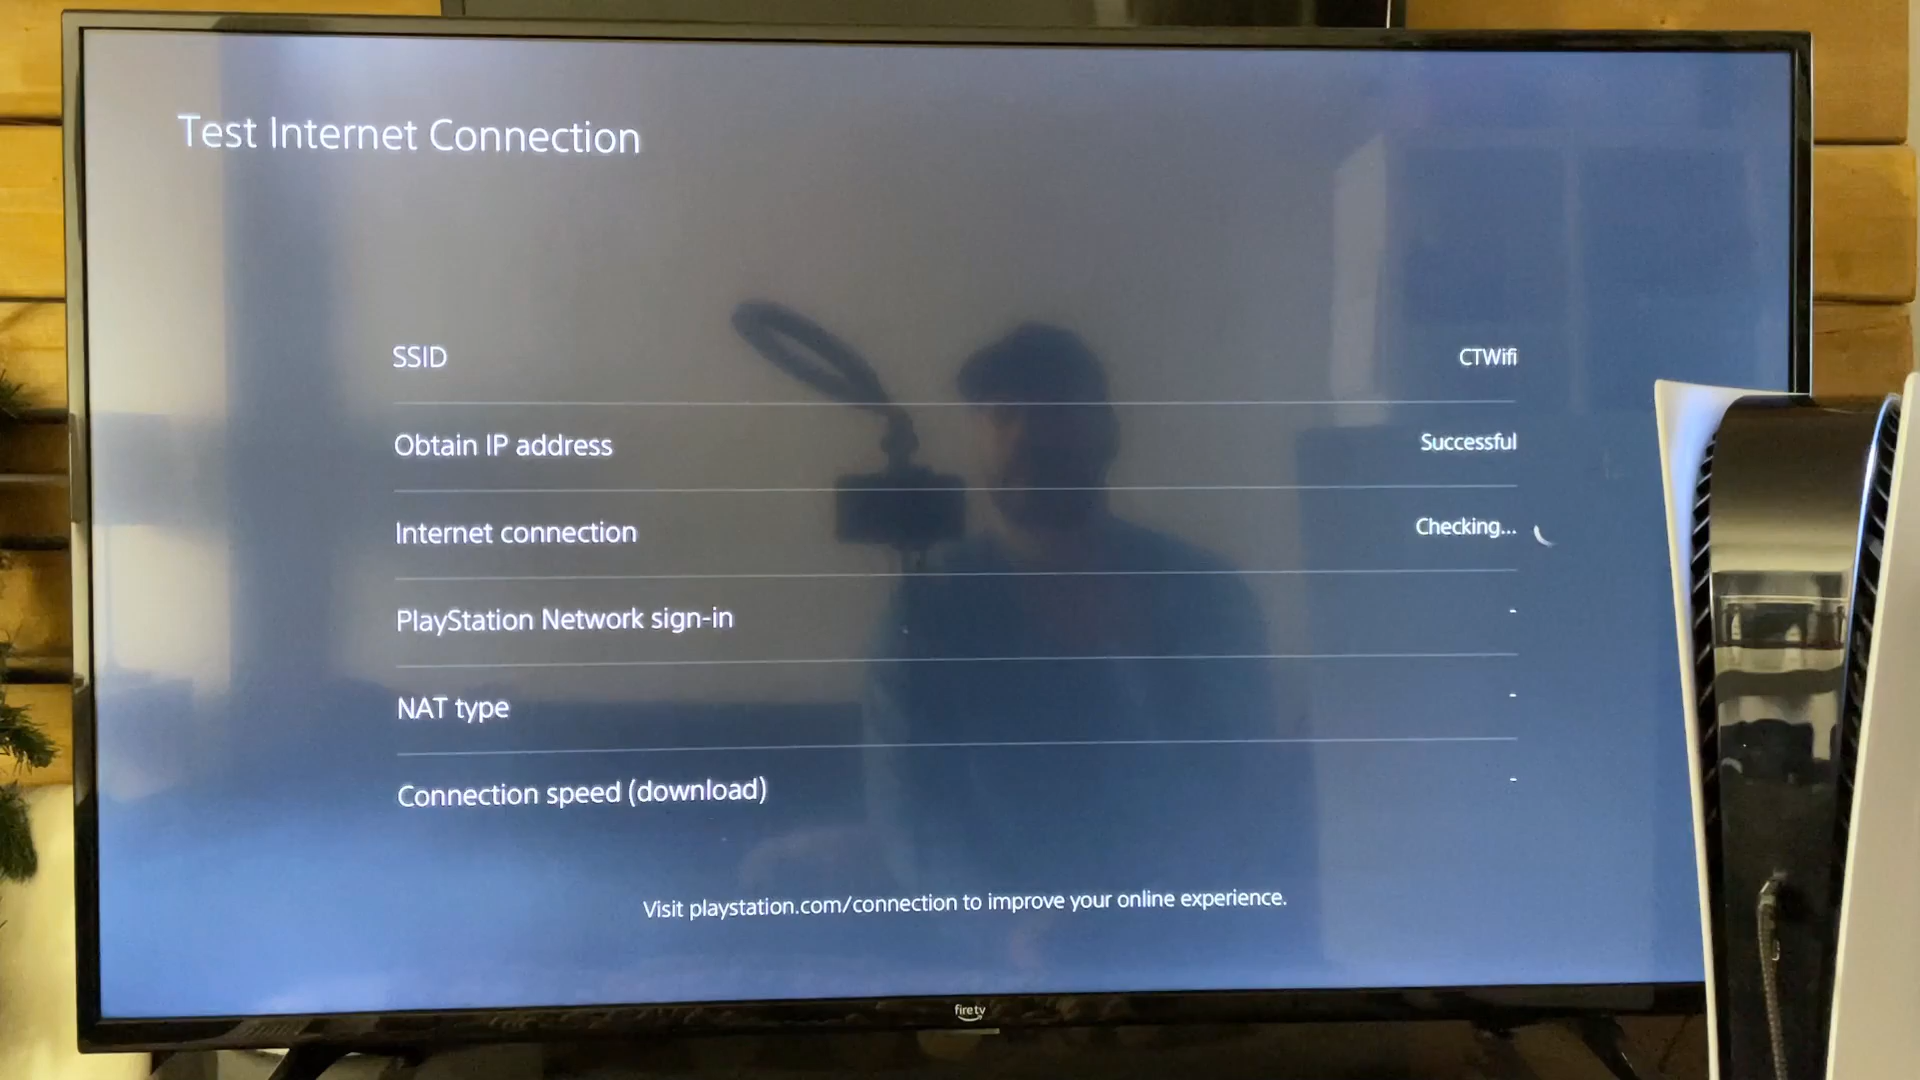 Test Internet Connection
SSID CTWifi
Obtain IP address Successful
Internet connection Checking...
PlayStation Network sign-in -
NAT type -
Connection speed (download) -
Visit playstation.com/connection to improve your online experience.
fire tv